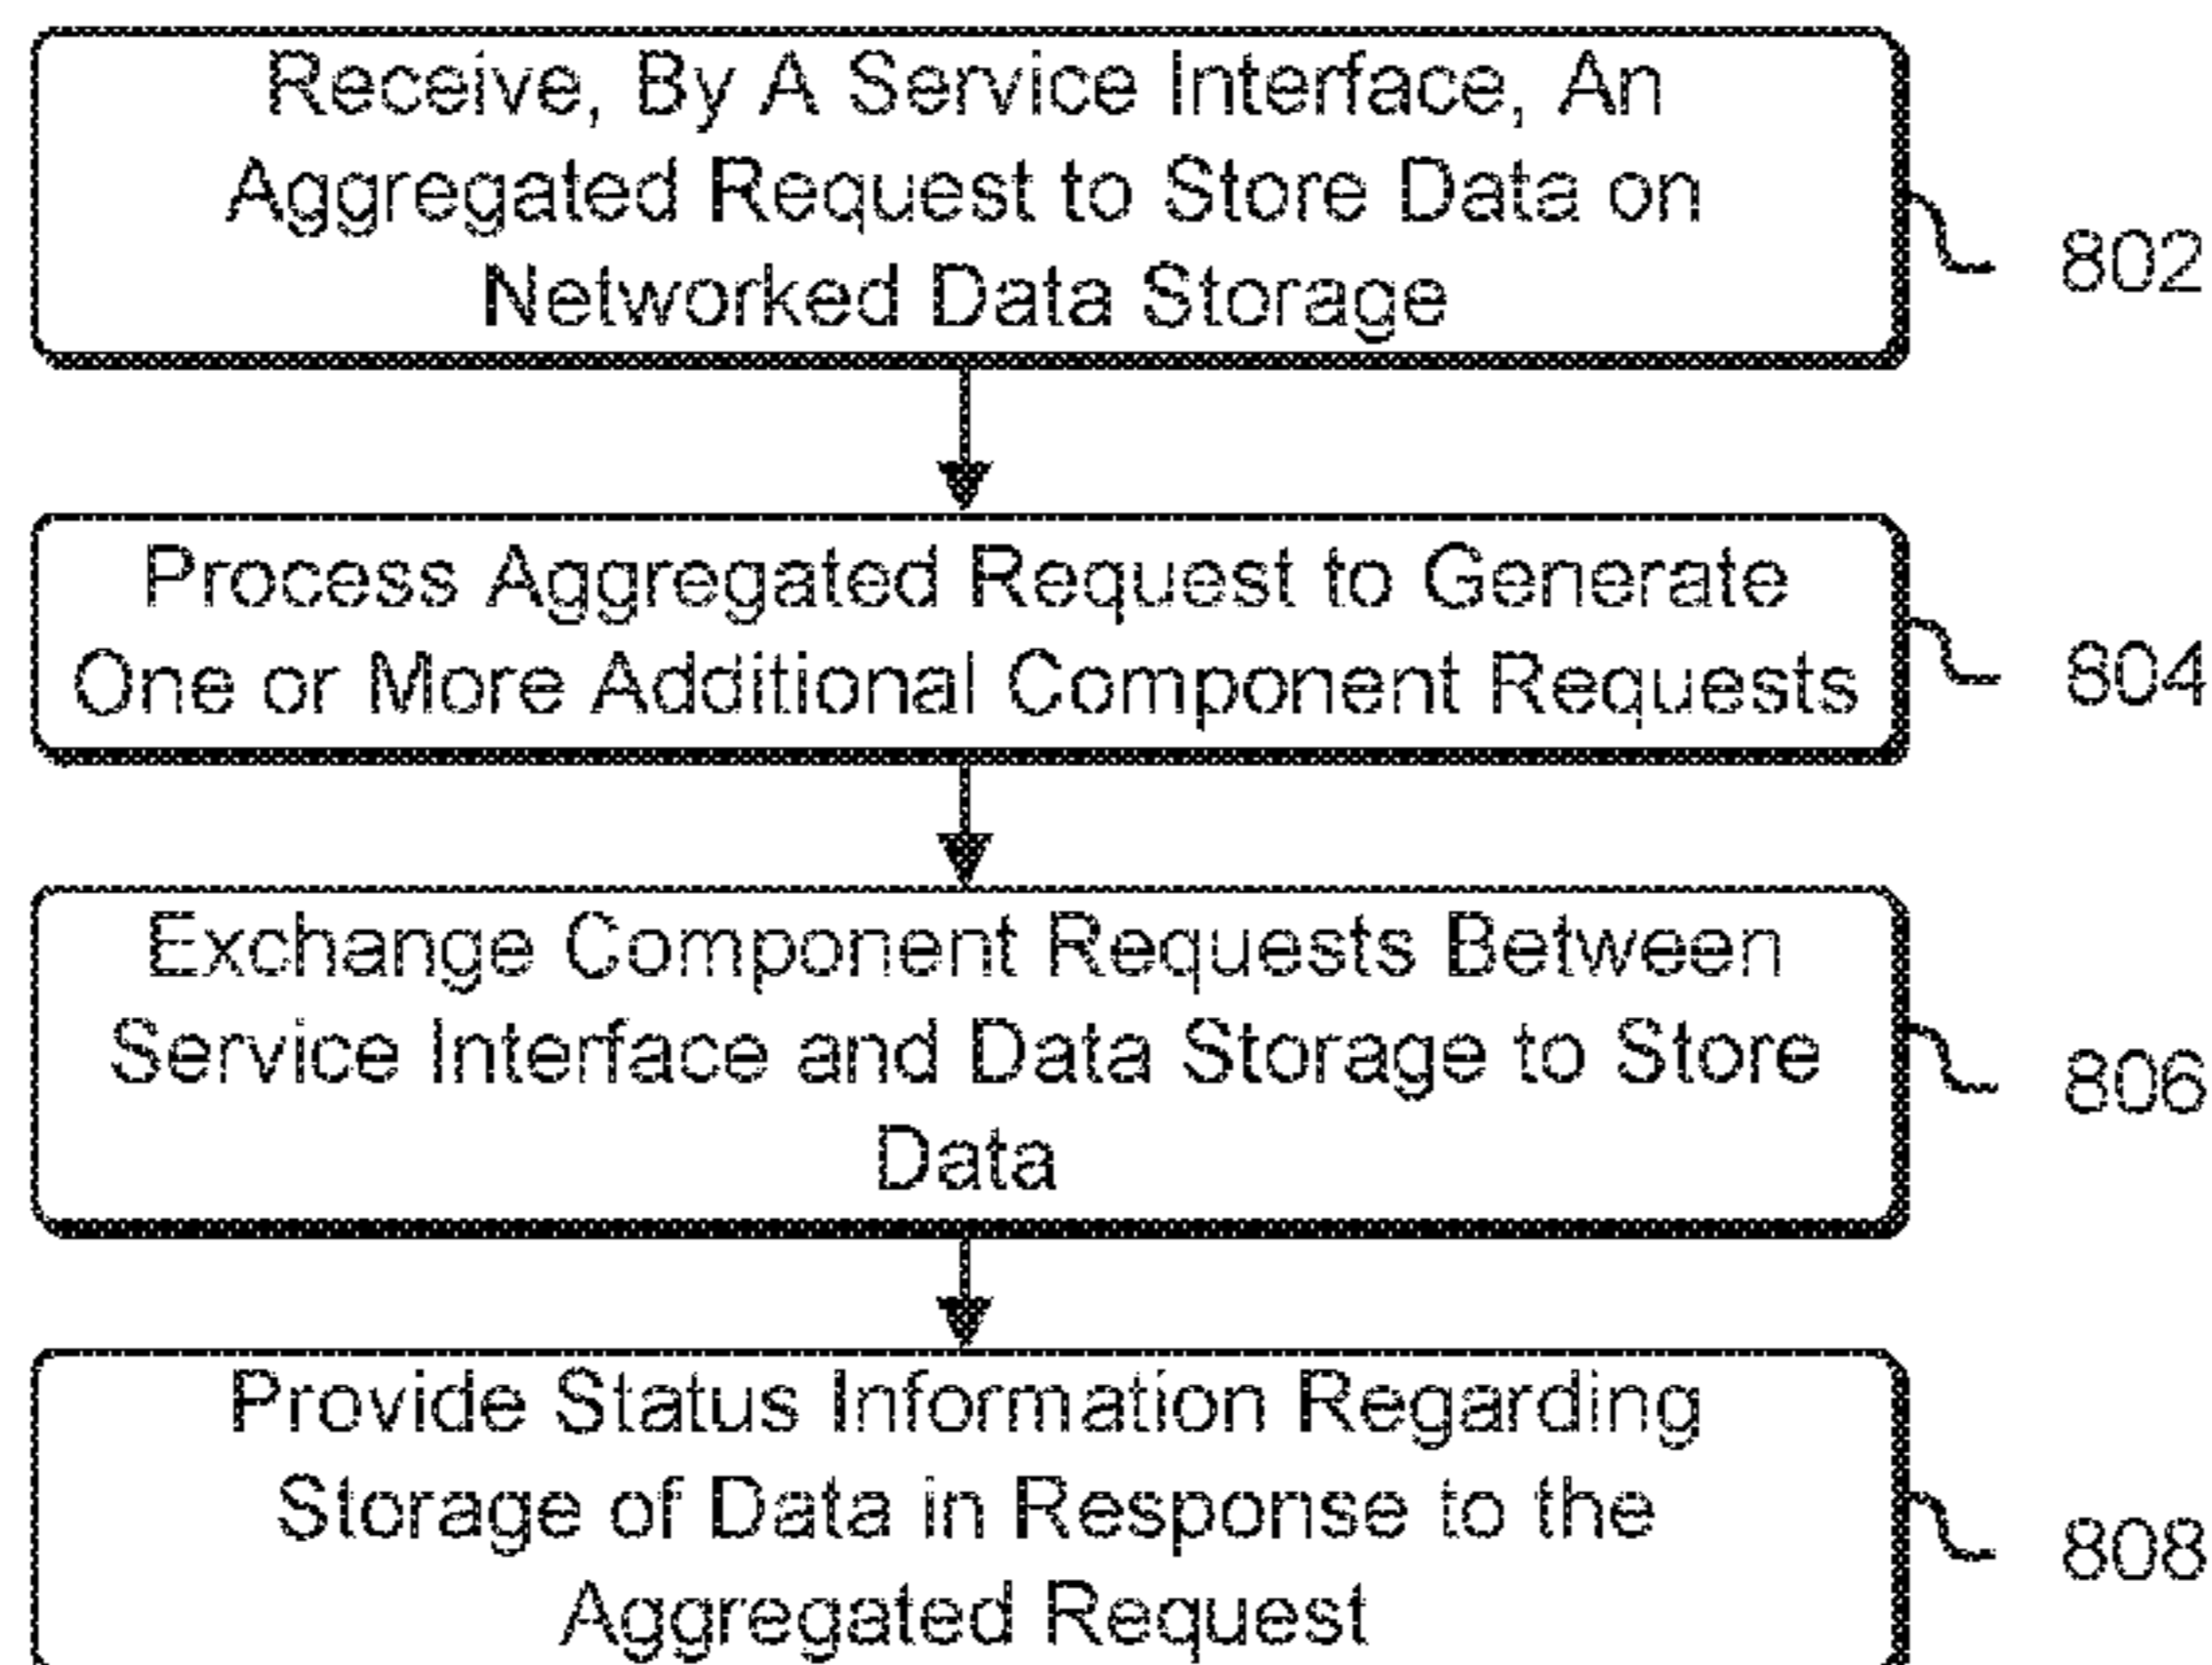 Receive, By A Service Interface, An
Aggregated Request to Store Data on
Networked Data Storage
802
Process Aggregated Request to Generate
One or More Additional Component Requests
804
Exchange Component Requests Between
Service Interface and Data Storage to Store
Data
806
Provide Status Information Regarding
Storage of Data in Response to the
Aggregated Request
808